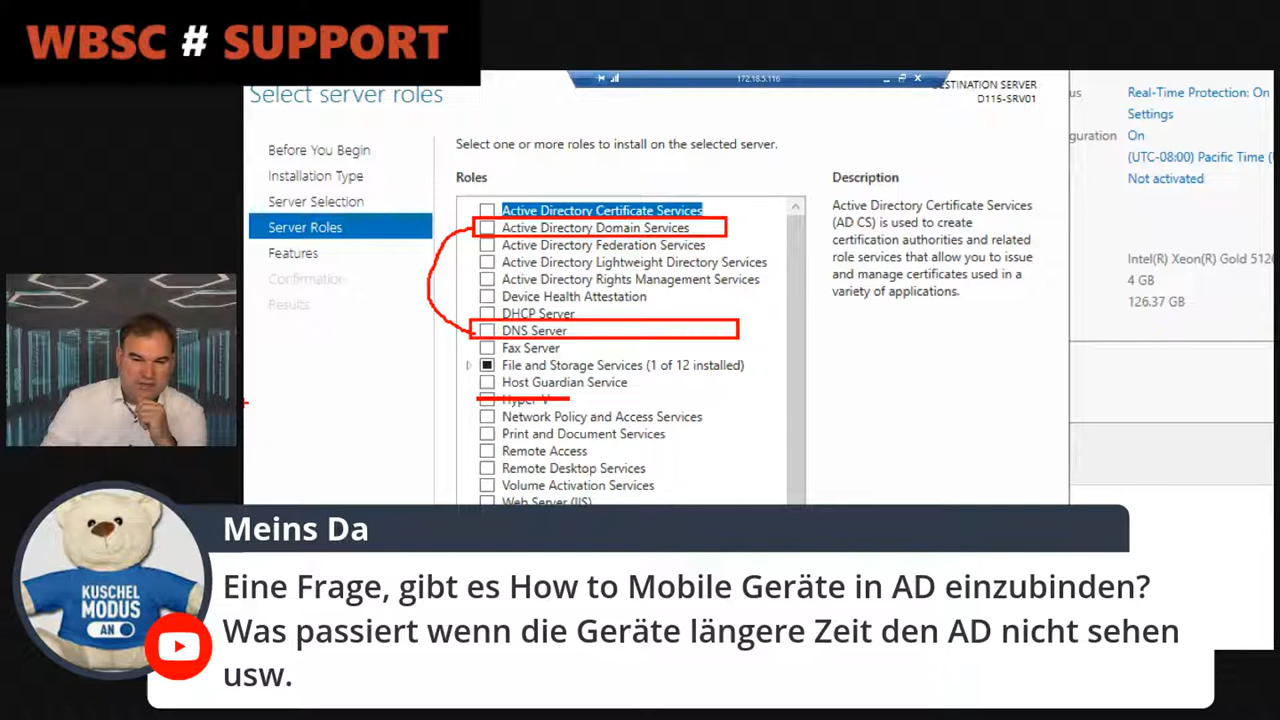 WBSC # SUPPORT
172.18.5.116
Select server roles
DESTINATION SERVER
D115-SRV01
Before You Begin
Installation Type
Server Selection
Server Roles
Features
Confirmation
Results
Select one or more roles to install on the selected server.
Roles
Active Directory Certificate Services
Active Directory Domain Services
Active Directory Federation Services
Active Directory Lightweight Directory Services
Active Directory Rights Management Services
Device Health Attestation
DHCP Server
DNS Server
Fax Server
File and Storage Services (1 of 12 installed)
Host Guardian Service
Hyper-V
Network Policy and Access Services
Print and Document Services
Remote Access
Remote Desktop Services
Volume Activation Services
Web Server (IIS)
Description
Active Directory Certificate Services
(AD CS) is used to create
certification authorities and related
role services that allow you to issue
and manage certificates used in a
variety of applications.
us
Real-Time Protection: On
Settings
guration
On
(UTC-08:00) Pacific Time (
Not activated
Intel(R) Xeon(R) Gold 512
4 GB
126.37 GB
KUSCHEL
MODUS
AN
Meins Da
Eine Frage, gibt es How to Mobile Geräte in AD einzubinden?
Was passiert wenn die Geräte längere Zeit den AD nicht sehen
usw.